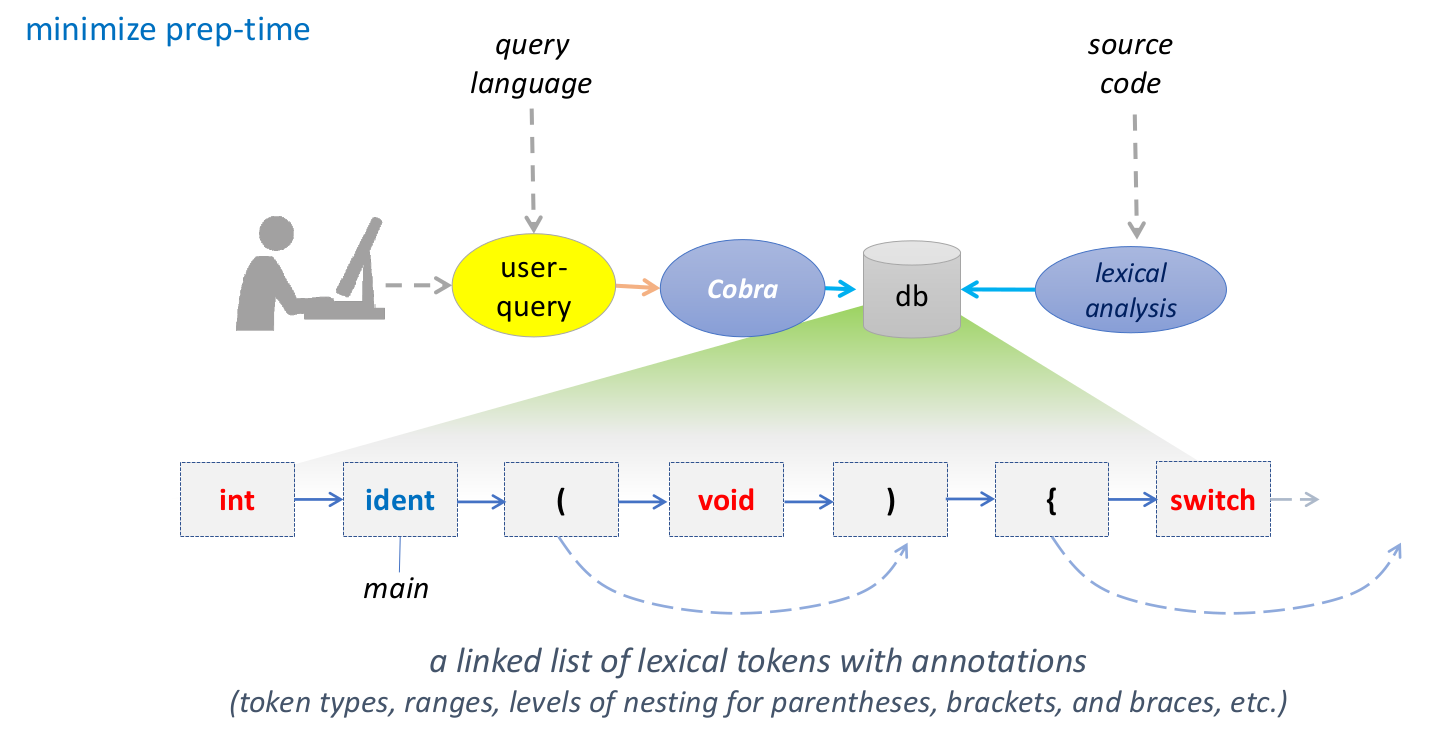 minimize prep-time
query
language
source
code
user-
query
Cobra
db
lexical
analysis
int
ident
(
void
)
{
switch
main
a linked list of lexical tokens with annotations
(token types, ranges, levels of nesting for parentheses, brackets, and braces, etc.)